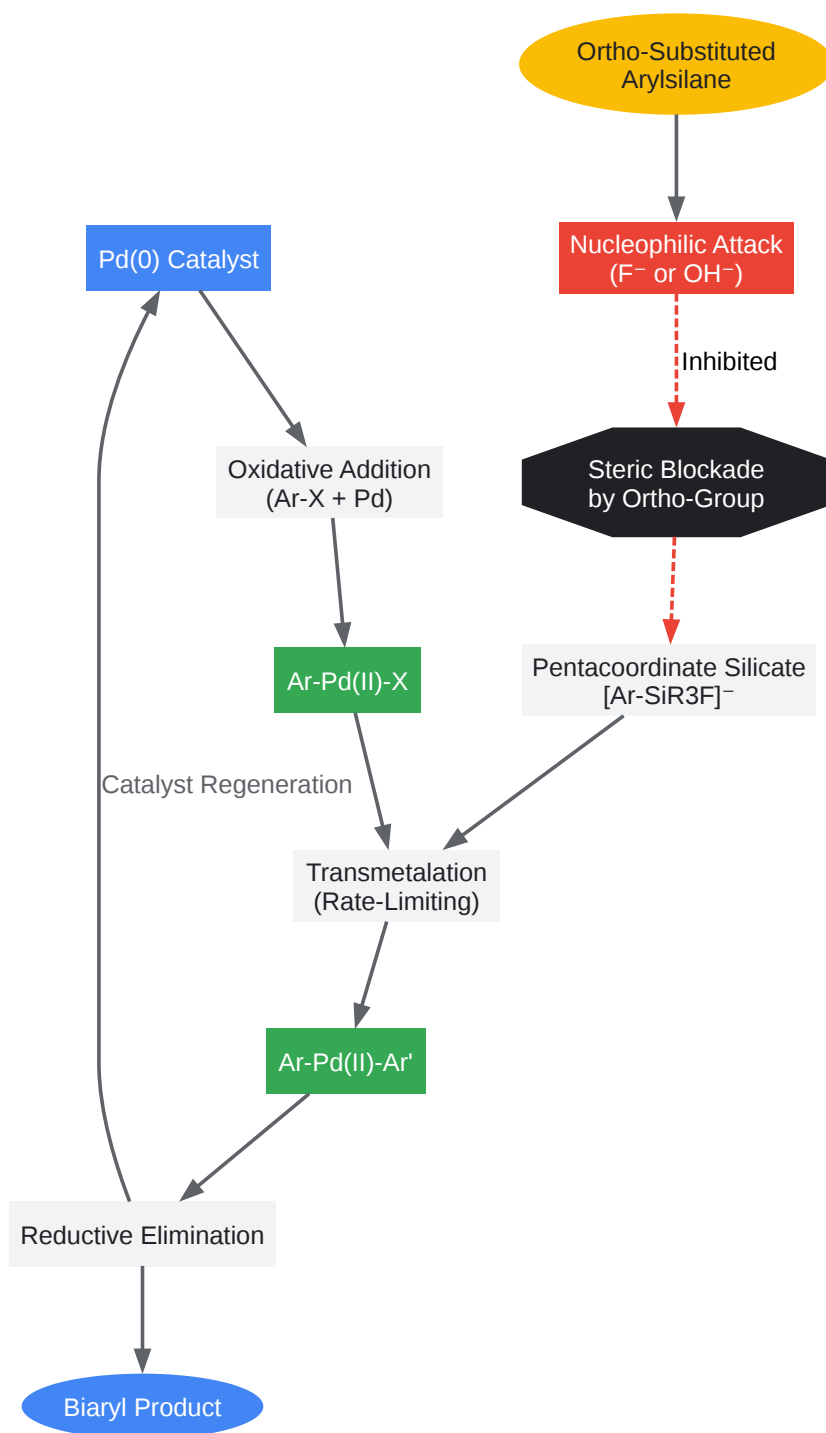 Ortho-Substituted
Arylsilane
Nucleophilic Attack
(F⁻ or OH⁻)
Pd(0) Catalyst
Inhibited
Oxidative Addition
(Ar-X + Pd)
Steric Blockade
by Ortho-Group
Ar-Pd(II)-X
Pentacoordinate Silicate
[Ar-SiR3F]⁻
Catalyst Regeneration
Transmetalation
(Rate-Limiting)
Ar-Pd(II)-Ar'
Reductive Elimination
Biaryl Product